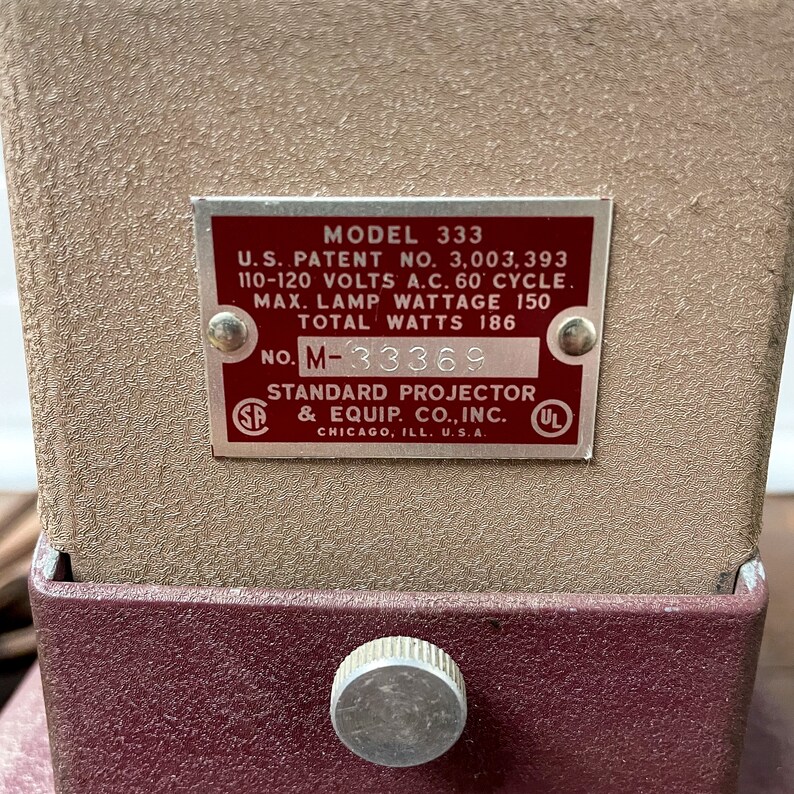 MODEL 333
U.S. PATENT NO. 3,003,393
110-120 VOLTS A.C. 60 CYCLE.
MAX. LAMP WATTAGE 150
TOTAL WATTS 186
NO. M-33369
STANDARD PROJECTOR
& EQUIP. CO., INC.
CHICAGO, ILL. U.S.A.
SA
UL